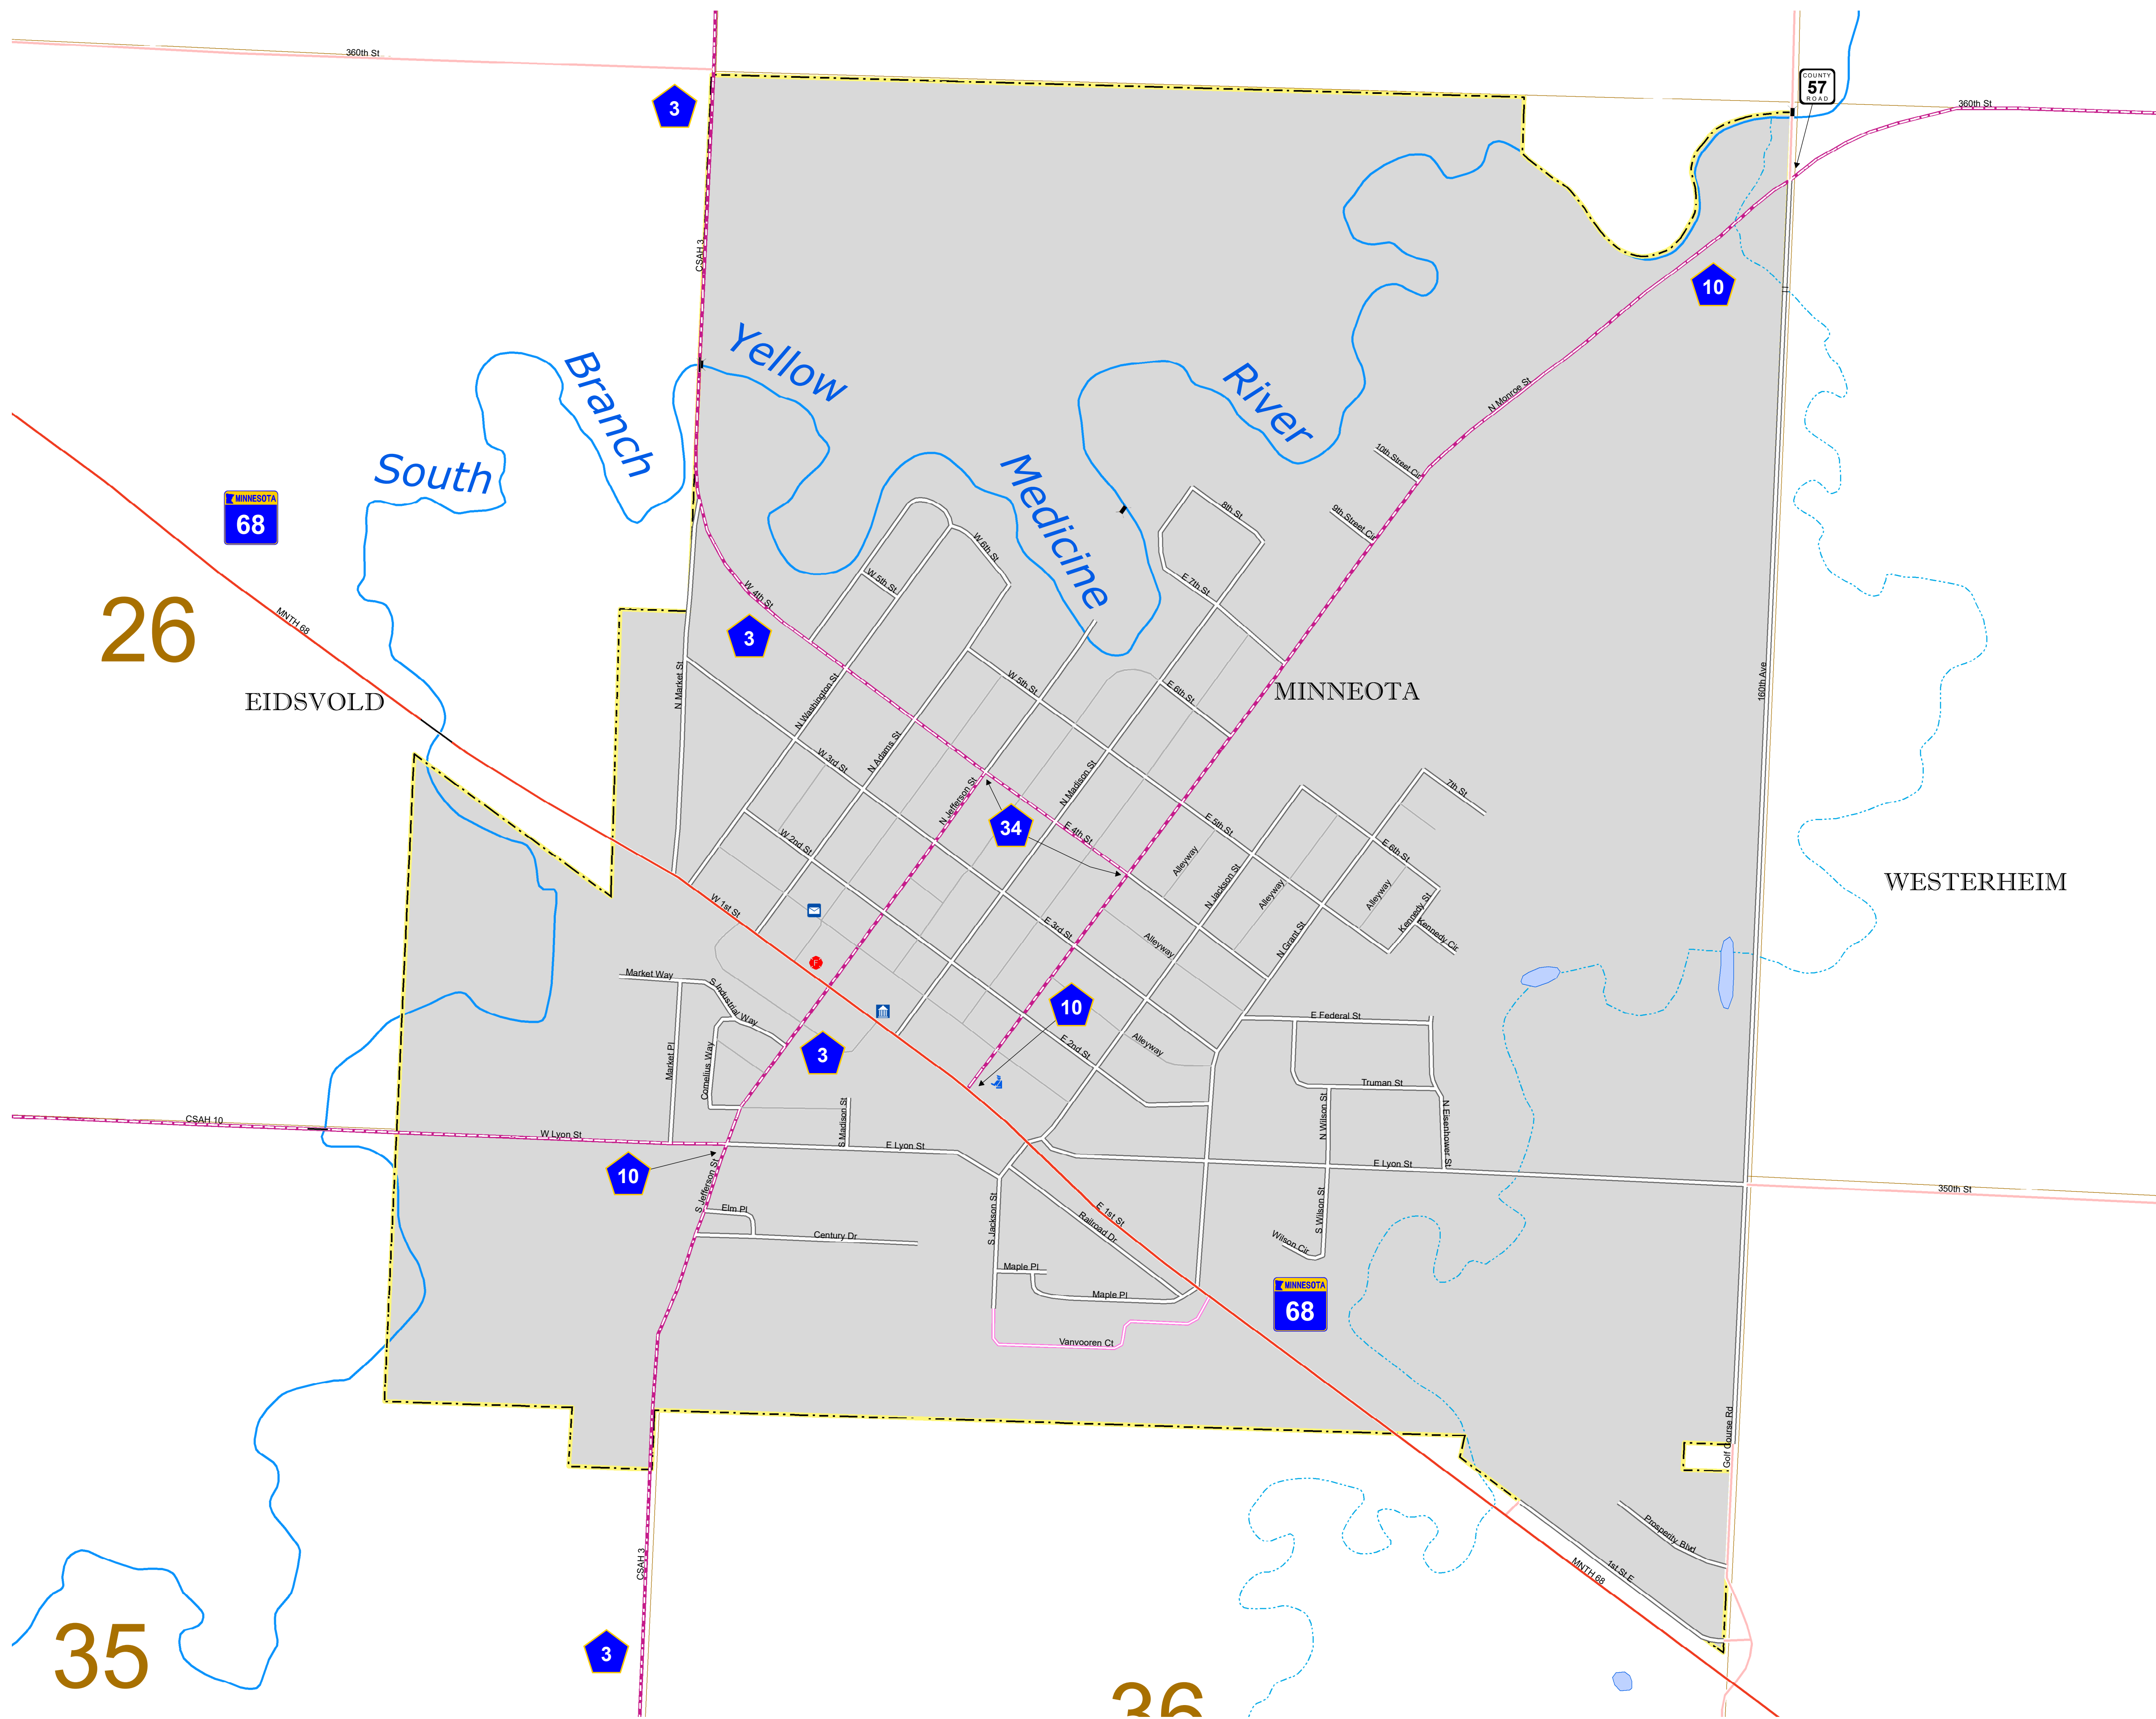 360th St
3
COUNTY
57
ROAD
360th St
CSAH 3
10
Yellow
Branch
River
South
Medicine
N Monroe St
10th Street Cir
9th Street Cir
8th St
MINNESOTA
68
W 6th St
W 5th St
E 7th St
W 4th St
26
MNTH 68
3
EIDSVOLD
N Market St
N Washington St
W 5th St
E 6th St
MINNEOTA
160th Ave
W 3rd St
N Adams St
N Jefferson St
N Madison St
7th St
34
E 4th St
E 5th St
W 2nd St
E 6th St
Alleyway
N Jackson St
Alleyway
Alleyway
Kennedy St
WESTERHEIM
W 1st St
E 3rd St
Alleyway
N Grant St
Kennedy Cir
F
Market Way
S Industrial Way
10
E Federal St
3
E 2nd St
Alleyway
Market Pl
Cornelius Way
Truman St
CSAH 10
W Lyon St
S Madison St
E Lyon St
N Wilson St
N Eisenhower St
E Lyon St
10
S Jefferson St
350th St
Elm Pl
Century Dr
S Jackson St
E 1st St
Railroad Dr
S Wilson St
Wilson Cir
Maple Pl
Maple Pl
MINNESOTA
68
Vanvooren Ct
Golf Course Rd
Prosperity Blvd
CSAH 3
MNTH 68
1st St E
35
3
36